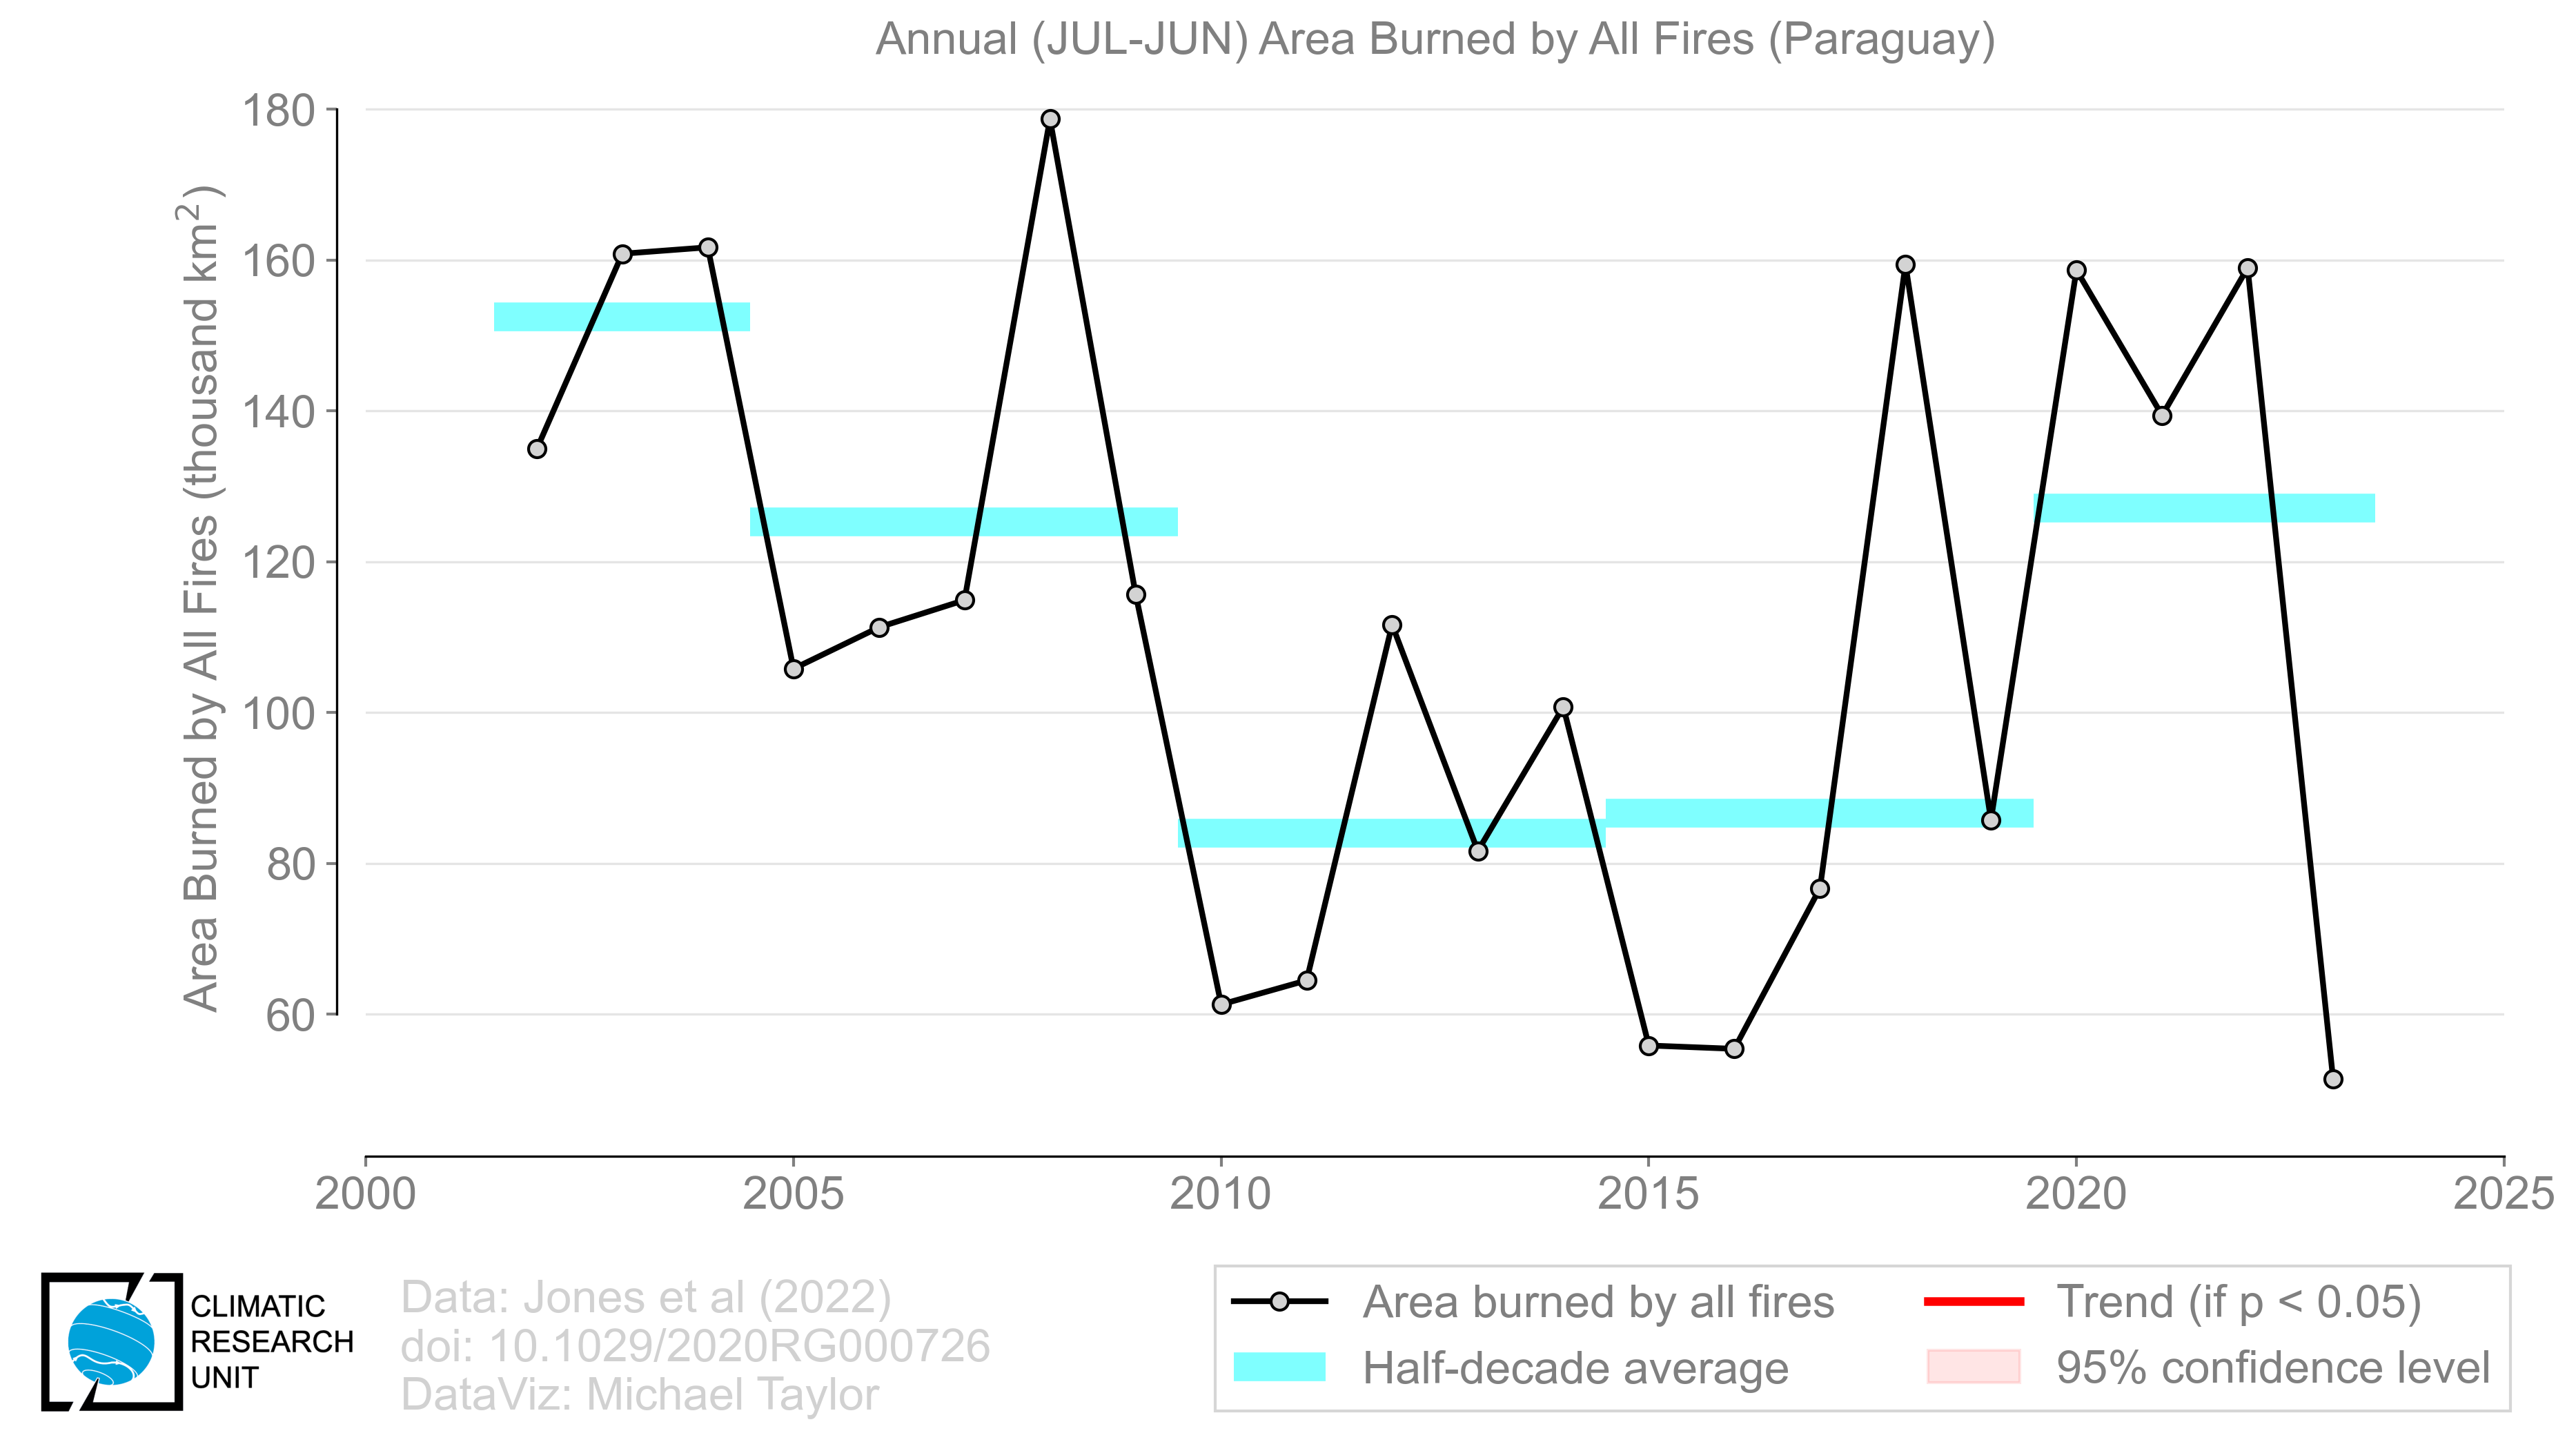 Annual (JUL-JUN) Area Burned by All Fires (Paraguay)
Area Burned by All Fires (thousand km²)
180
160
140
120
100
80
60
2000
2005
2010
2015
2020
2025
CLIMATIC
RESEARCH
UNIT
Data: Jones et al (2022)
doi: 10.1029/2020RG000726
DataViz: Michael Taylor
Area burned by all fires
Half-decade average
Trend (if p < 0.05)
95% confidence level